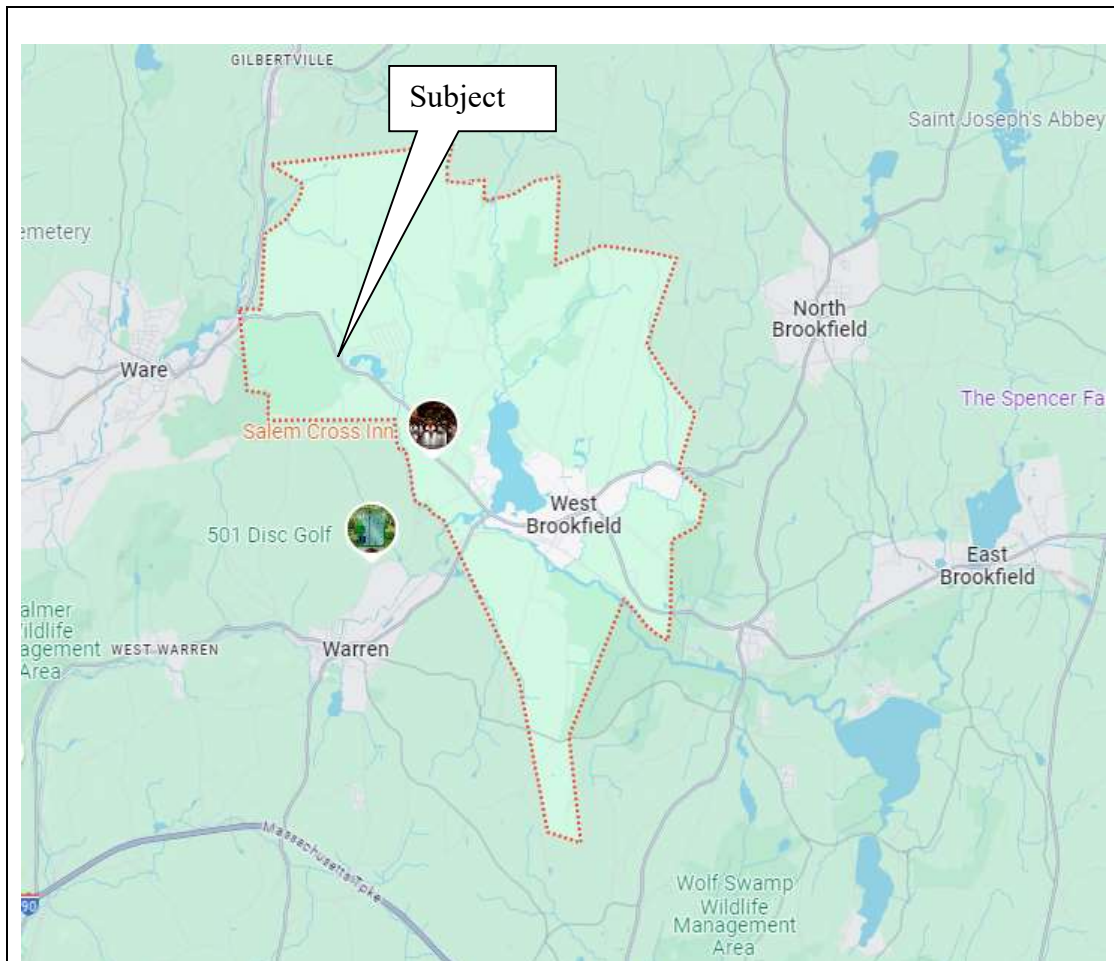 GILBERTVILLE
Subject
Saint Joseph's Abbey
emetery
North
Brookfield
Ware
The Spencer Fa
Salem Cross Inn
West
Brookfield
501 Disc Golf
East
Brookfield
almer
ildlife
agement
Area
WEST WARREN
Warren
Massachusetts Tpke
Wolf Swamp
Wildlife
Management
Area
90